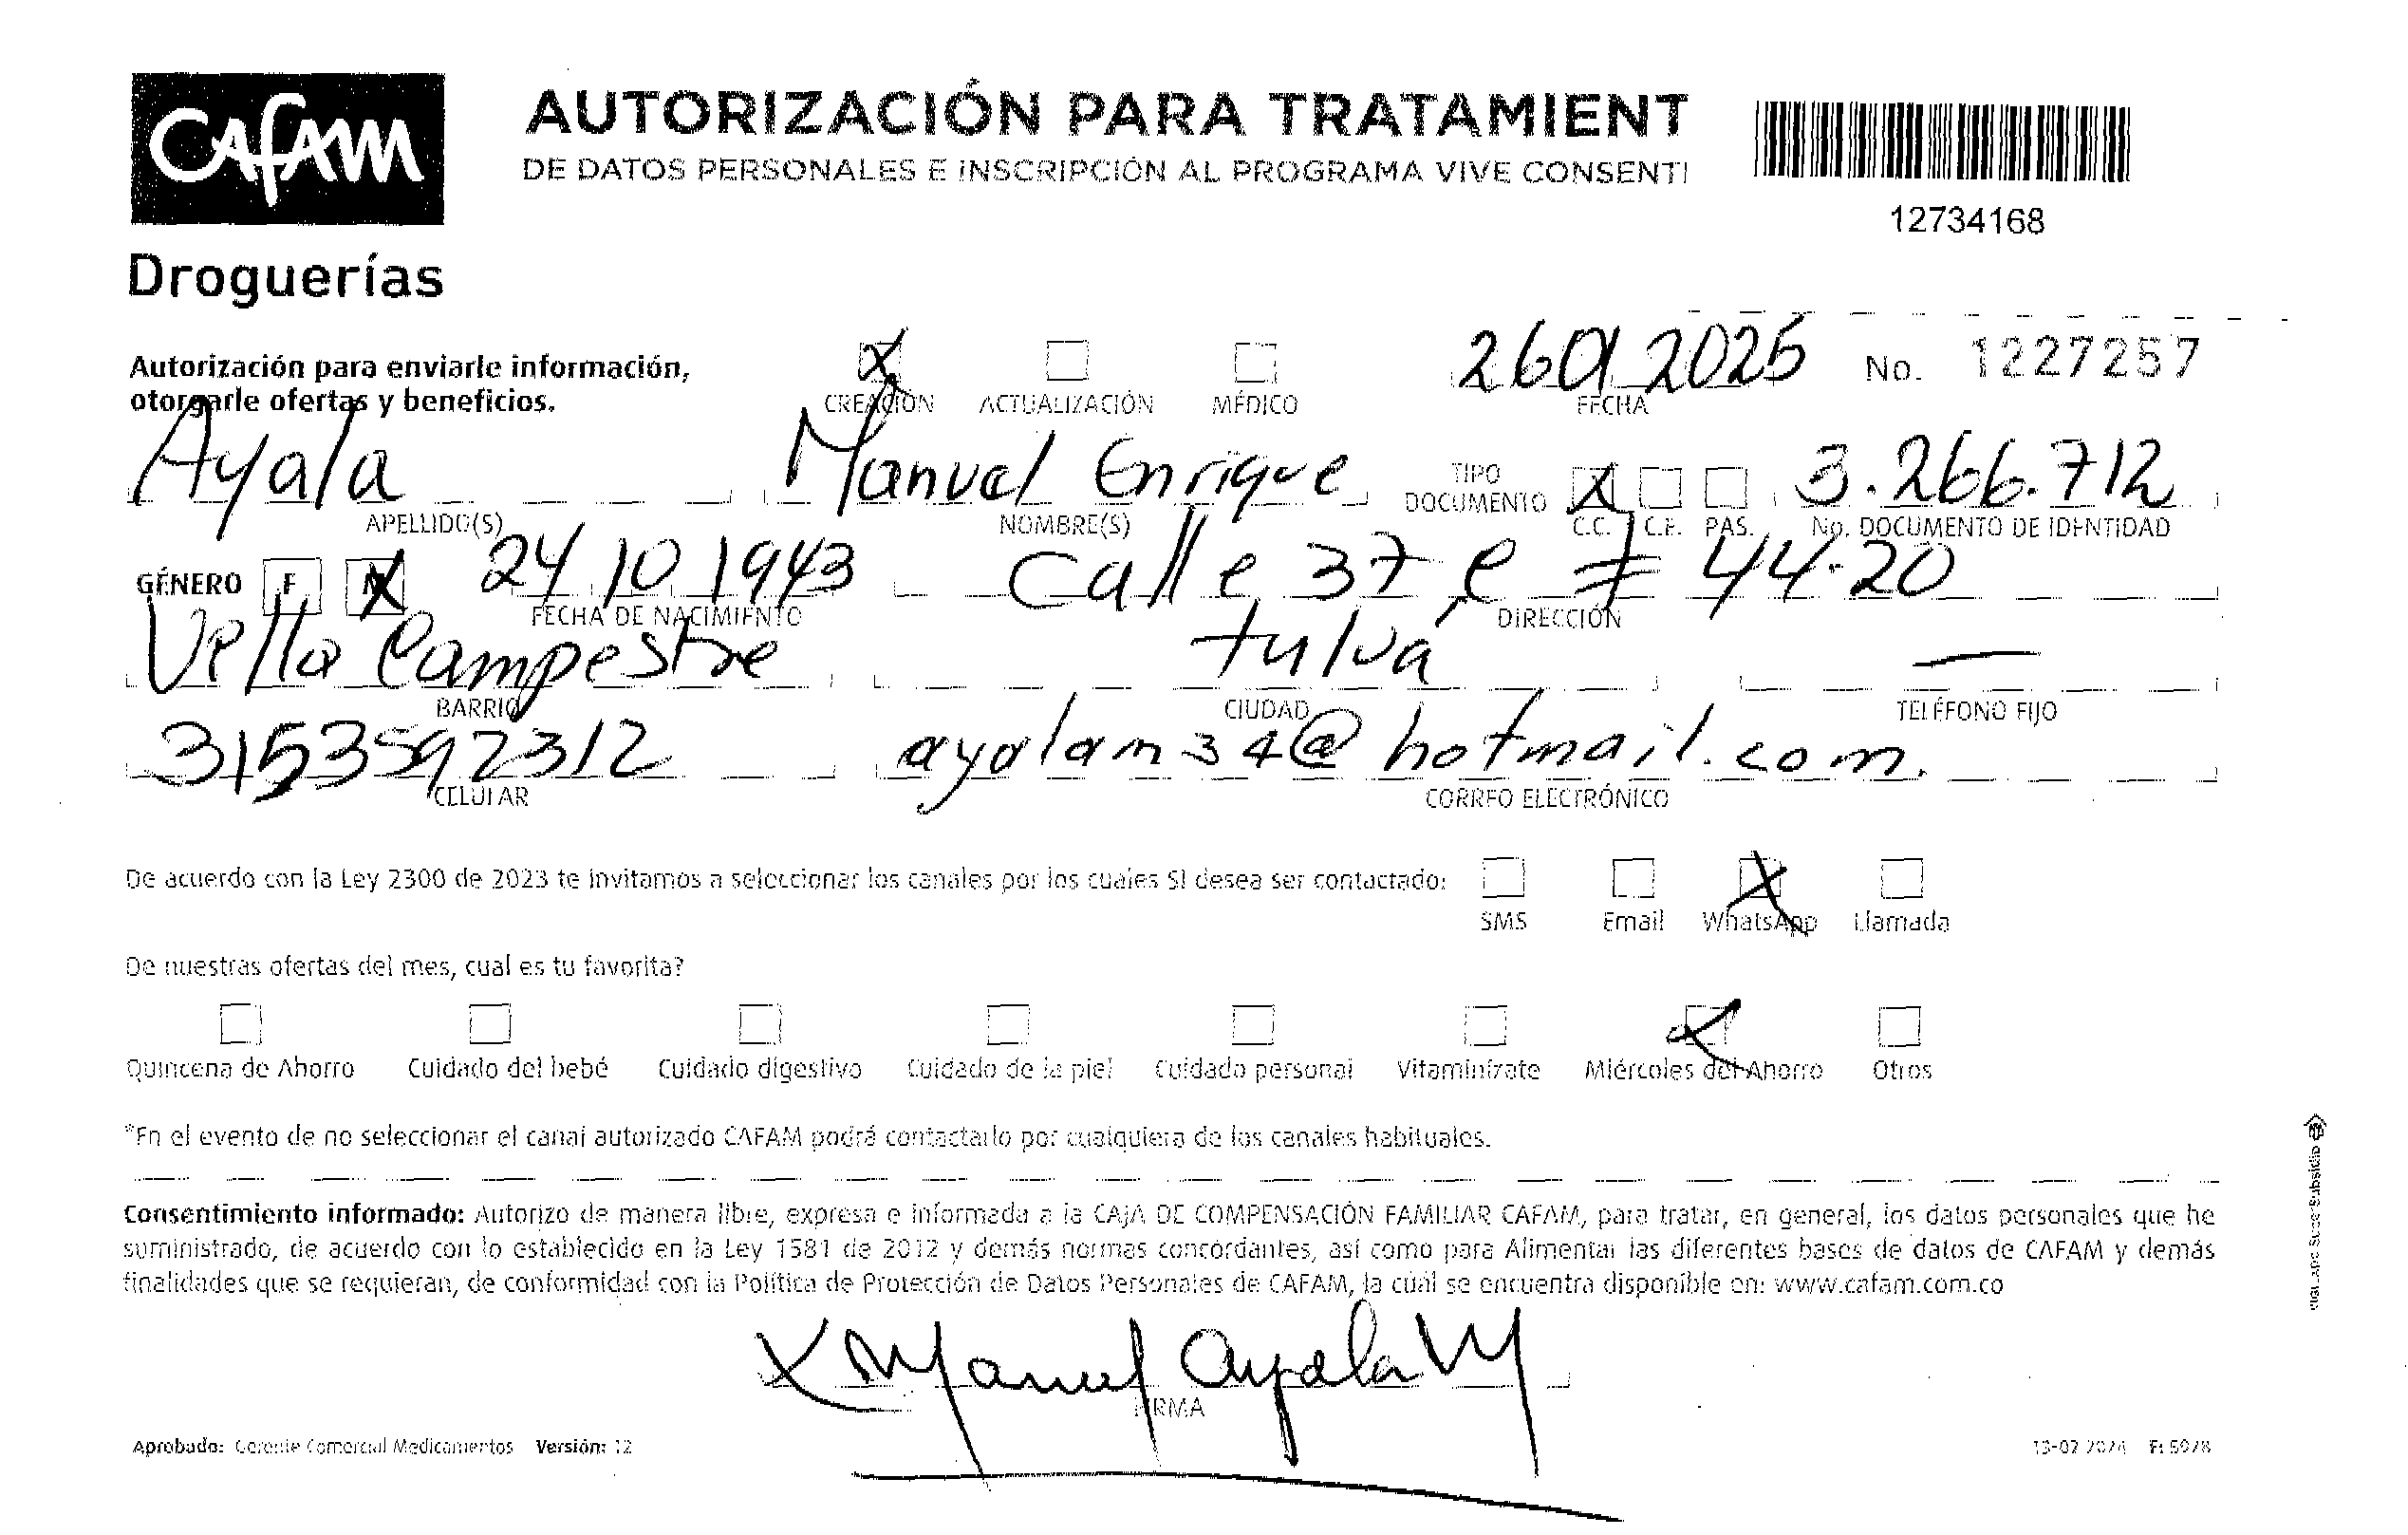 CAfAM
AUTORIZACIÓN PARA TRATAMIENT
DE DATOS PERSONALES E INSCRIPCIÓN AL PROGRAMA VIVE CONSENTI
12734168
Droguerías
Autorización para enviarle información,
otorgarle ofertas y beneficios.
X
CREACIÓN ACTUALIZACIÓN MÉDICO
26 01 2025
FECHA
No. 1227257
Ayala
APELLIDO(S)
Manuel Enrique
NOMBRE(S)
TIPO
DOCUMENTO
X
C.C. C.E. PAS.
3.266.712
No. DOCUMENTO DE IDENTIDAD
GÉNERO F M X
24 10 1943
FECHA DE NACIMIENTO
Calle 37 e # 44-20
DIRECCIÓN
Vella Campestre
BARRIO
tulua
CIUDAD
—
TELÉFONO FIJO
3153592312
CELULAR
ayalam34@hotmail.com.
CORREO ELECTRÓNICO
De acuerdo con la Ley 2300 de 2023 te invitamos a seleccionar los canales por los cuales SI desea ser contactado:
X
SMS Email WhatsApp Llamada
De nuestras ofertas del mes, cual es tu favorita?
X
Quincena de Ahorro Cuidado del bebé Cuidado digestivo Cuidado de la piel Cuidado personal Vitaminízate Miércoles del Ahorro Otros
*En el evento de no seleccionar el canal autorizado CAFAM podrá contactarlo por cualquiera de los canales habituales.
Consentimiento informado: Autorizo de manera libre, expresa e informada a la CAJA DE COMPENSACIÓN FAMILIAR CAFAM, para tratar, en general, los datos personales que he
suministrado, de acuerdo con lo establecido en la Ley 1581 de 2012 y demás normas concordantes, así como para Alimentar las diferentes bases de datos de CAFAM y demás
finalidades que se requieran, de conformidad con la Política de Protección de Datos Personales de CAFAM, la cuál se encuentra disponible en: www.cafam.com.co
X Manuel Ayala M
FIRMA
Aprobado: Gerente Comercial Medicamentos Versión: 12
13-02 2024 F: 5978